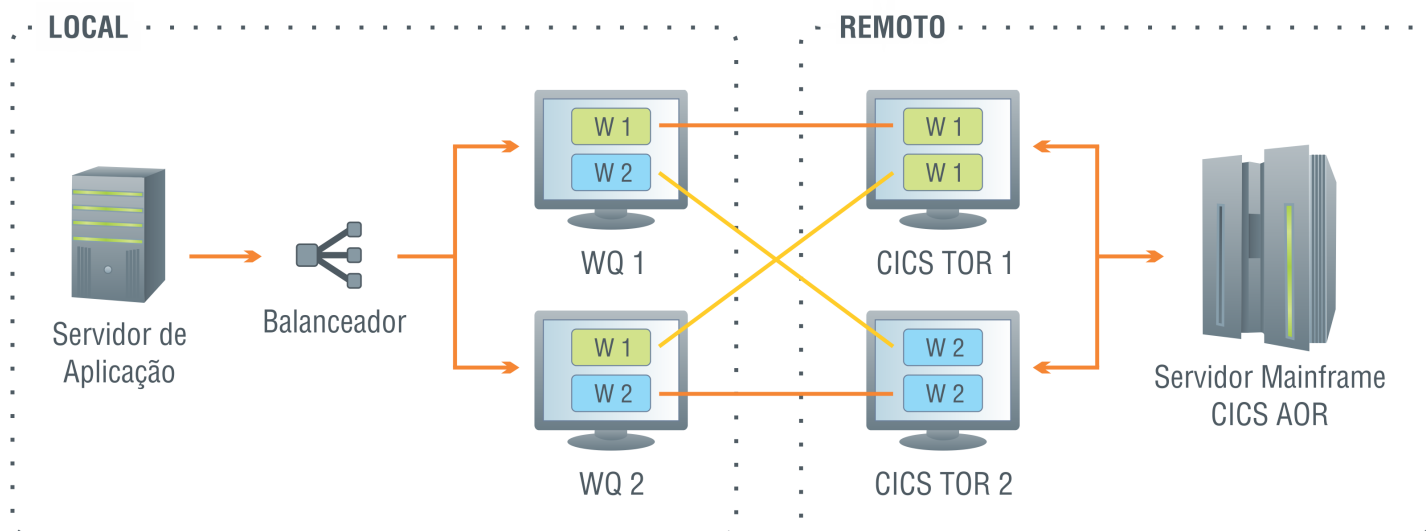 LOCAL
REMOTO
W 1
W 2
WQ 1
W 1
W 1
CICS TOR 1
Servidor de
Aplicação
Balanceador
W 1
W 2
WQ 2
W 2
W 2
CICS TOR 2
Servidor Mainframe
CICS AOR